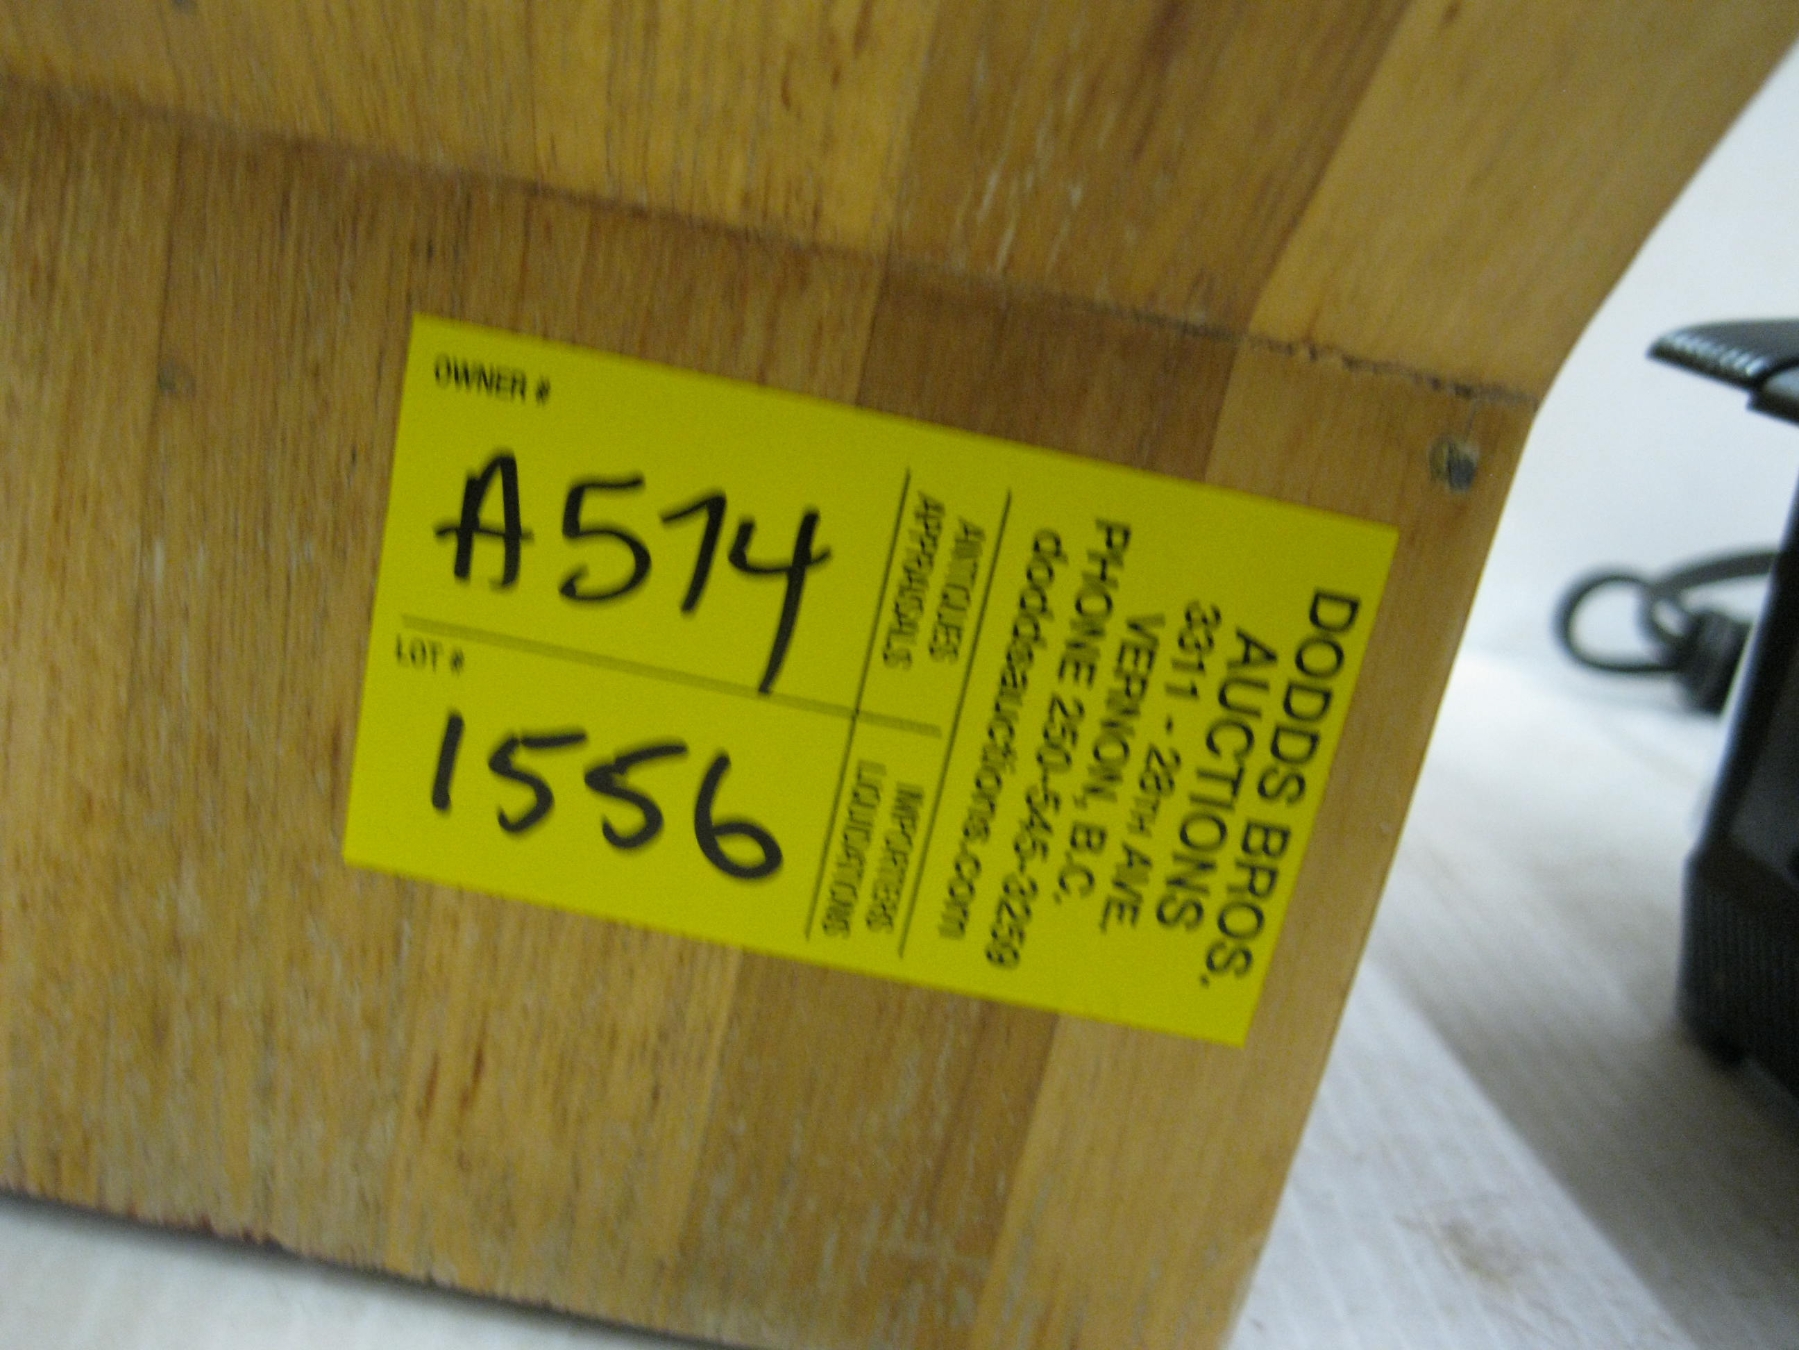 OWNER #
A514
LOT #
1556
DODDS BROS.
AUCTIONS
3311 - 28TH AVE.
VERNON, B.C.
PHONE 250-545-3259
doddsauctions.com
ANTIQUES
APPRAISALS
IMPORTERS
LIQUIDATIONS